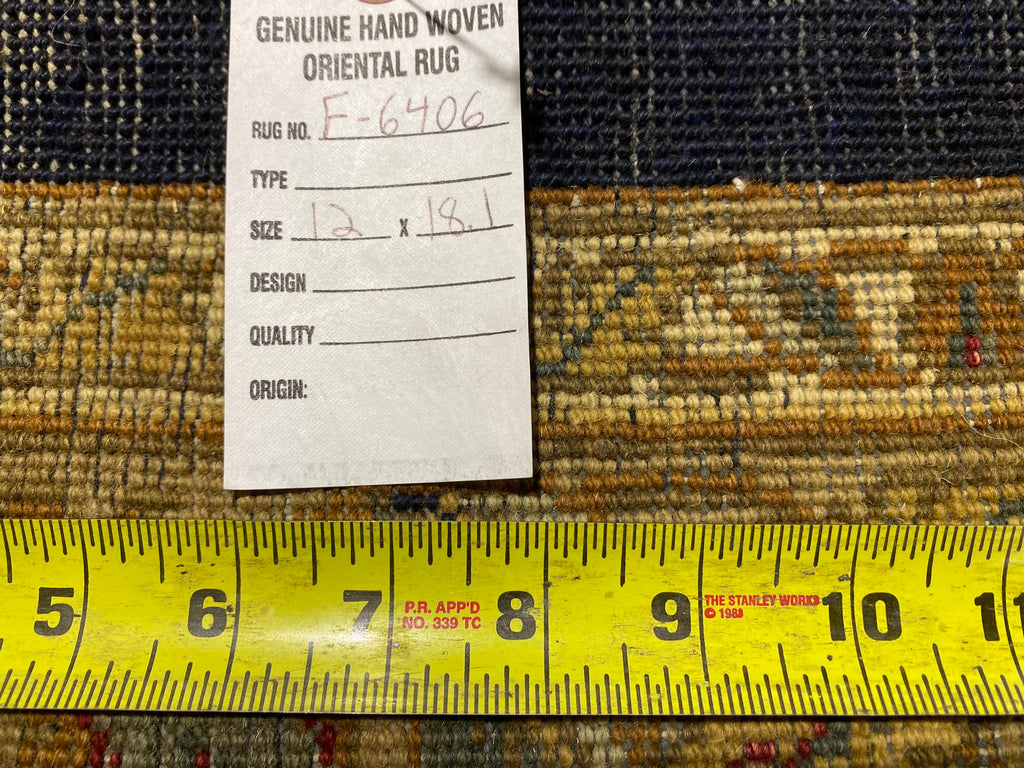 GENUINE HAND WOVEN
ORIENTAL RUG
RUG NO. F-6406
TYPE
SIZE 12 X 18.1
DESIGN
QUALITY
ORIGIN:
5 6 7 P.R. APP'D 8 9 THE STANLEY WORKS 10 11
NO. 339 TC © 1988